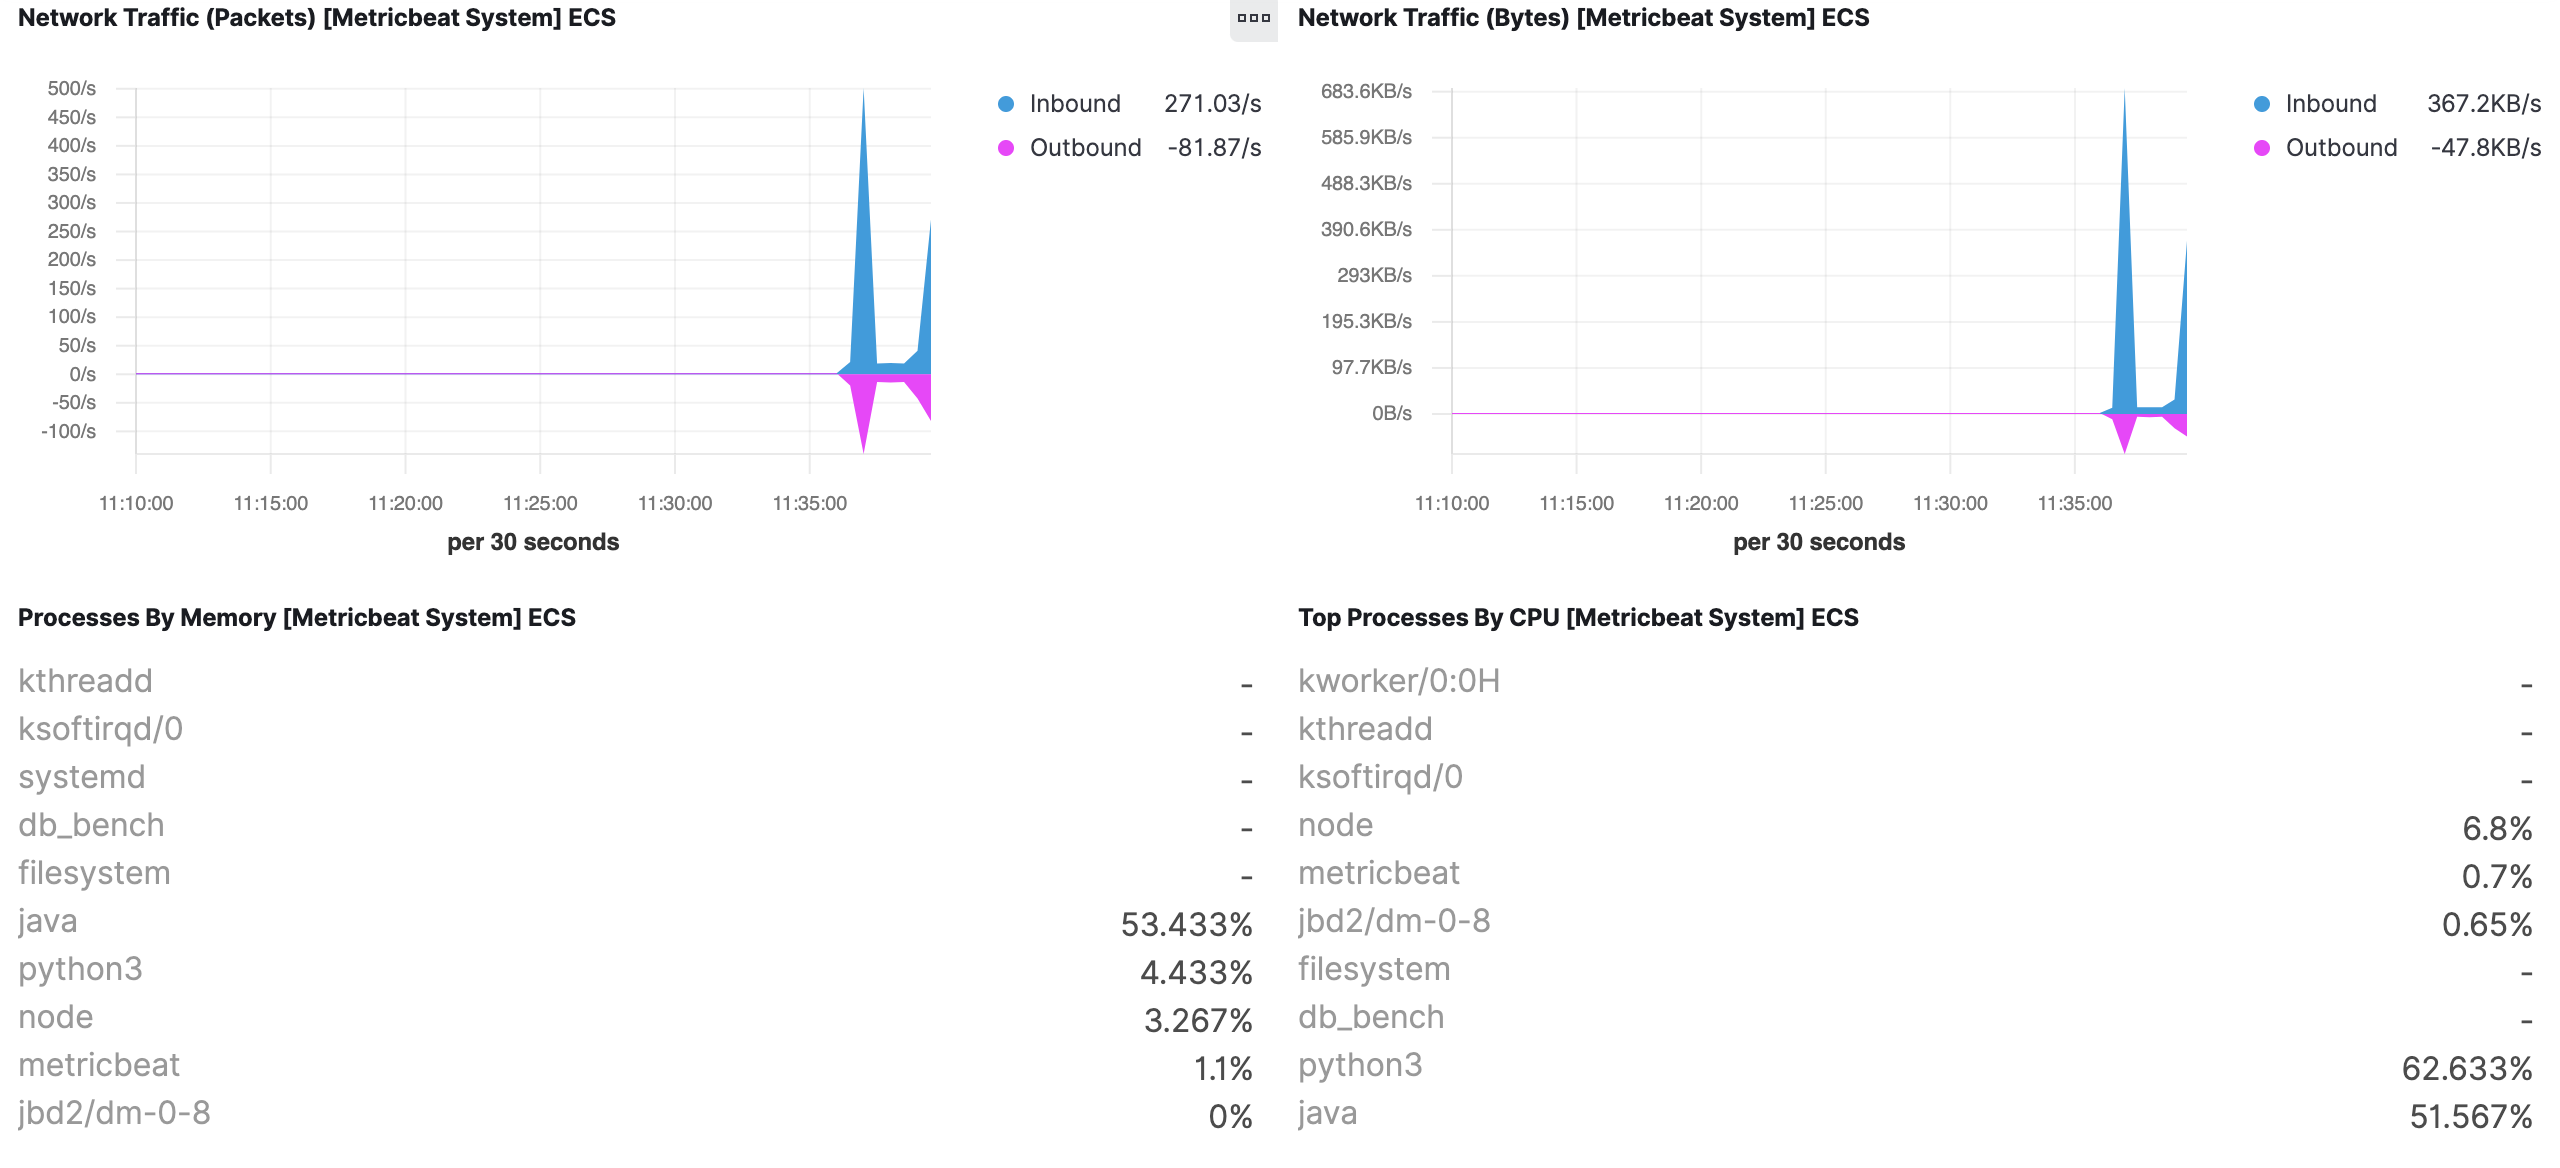 Network Traffic (Packets) [Metricbeat System] ECS
500/s
450/s
400/s
350/s
300/s
250/s
200/s
150/s
100/s
50/s
0/s
-50/s
-100/s
11:10:00 11:15:00 11:20:00 11:25:00 11:30:00 11:35:00
per 30 seconds
Inbound 271.03/s
Outbound -81.87/s
Network Traffic (Bytes) [Metricbeat System] ECS
683.6KB/s
585.9KB/s
488.3KB/s
390.6KB/s
293KB/s
195.3KB/s
97.7KB/s
0B/s
11:10:00 11:15:00 11:20:00 11:25:00 11:30:00 11:35:00
per 30 seconds
Inbound 367.2KB/s
Outbound -47.8KB/s
Processes By Memory [Metricbeat System] ECS
kthreadd -
ksoftirqd/0 -
systemd -
db_bench -
filesystem -
java 53.433%
python3 4.433%
node 3.267%
metricbeat 1.1%
jbd2/dm-0-8 0%
Top Processes By CPU [Metricbeat System] ECS
kworker/0:0H -
kthreadd -
ksoftirqd/0 -
node 6.8%
metricbeat 0.7%
jbd2/dm-0-8 0.65%
filesystem -
db_bench -
python3 62.633%
java 51.567%